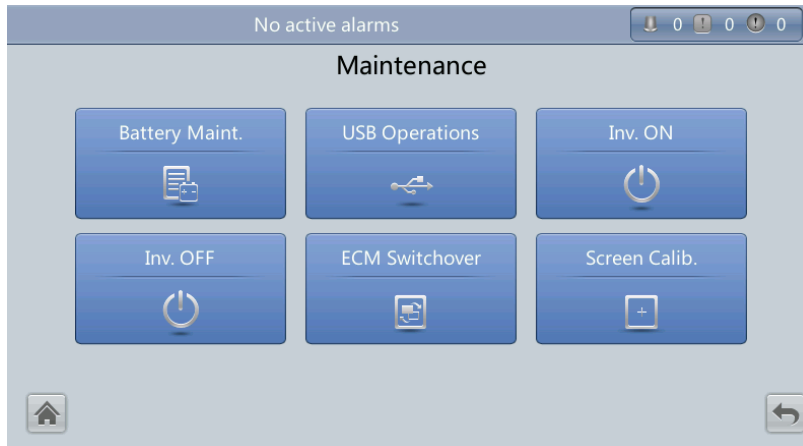 No active alarms
0 0 0
Maintenance
Battery Maint.
USB Operations
Inv. ON
Inv. OFF
ECM Switchover
Screen Calib.